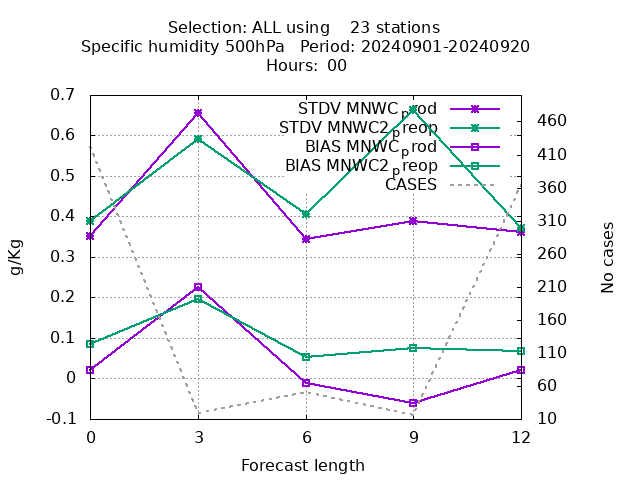 Selection: ALL using 23 stations
Specific humidity 500hPa Period: 20240901-20240920
Hours: 00
STDV MNWC_prod
STDV MNWC2_preop
BIAS MNWC_prod
BIAS MNWC2_preop
CASES
0.7
0.6
0.5
0.4
0.3
0.2
0.1
0
-0.1
g/Kg
460
410
360
310
260
210
160
110
60
10
No cases
0 3 6 9 12
Forecast length